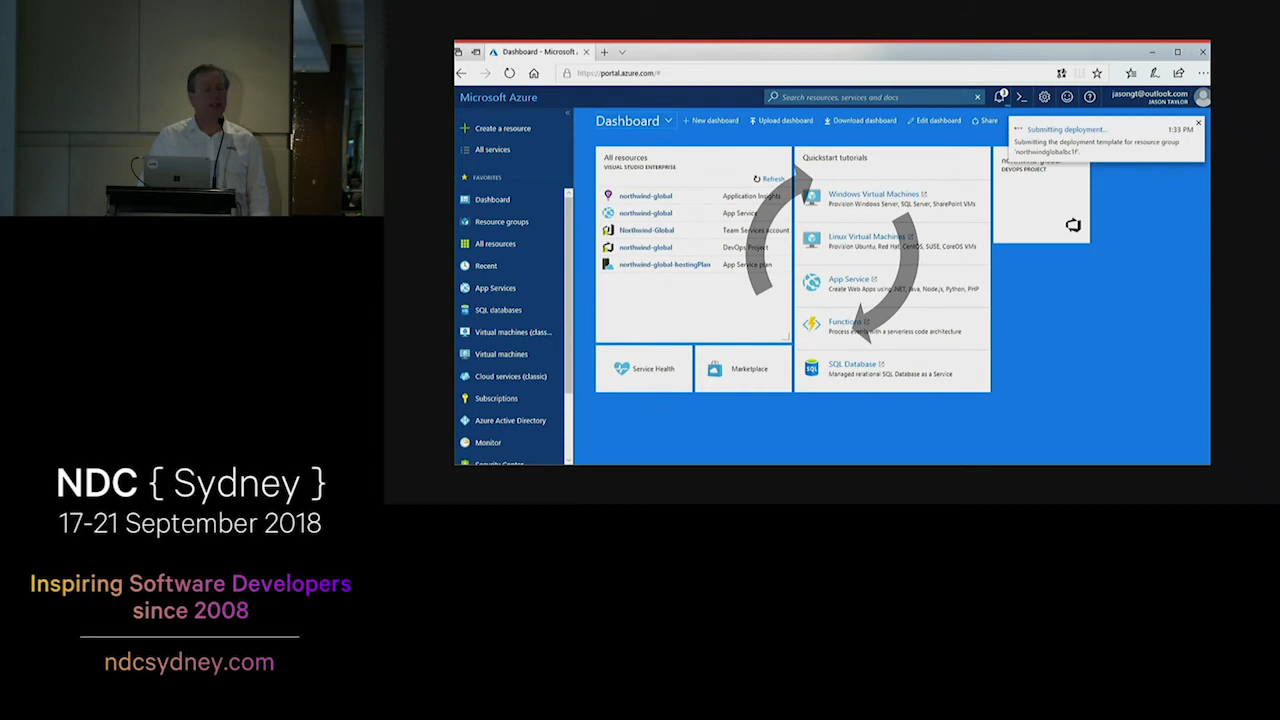 Dashboard - Microsoft A
https://portal.azure.com/#
Microsoft Azure
Search resources, services and docs
jasongt@outlook.com
JASON TAYLOR
Create a resource
All services
FAVORITES
Dashboard
Resource groups
All resources
Recent
App Services
SQL databases
Virtual machines (classi...
Virtual machines
Cloud services (classic)
Subscriptions
Azure Active Directory
Monitor
Security Center
Dashboard
New dashboard
Upload dashboard
Download dashboard
Edit dashboard
Share
Submitting deployment...
1:33 PM
Submitting the deployment template for resource group
All resources
VISUAL STUDIO ENTERPRISE
Refresh
northwind-global Application Insights
northwind-global App Service
Northwind-Global Team Services account
northwind-global DevOps Project
northwind-global-hostingPlan App Service plan
Service Health
Marketplace
Quickstart tutorials
Windows Virtual Machines
Provision Windows Server, SQL Server, SharePoint VMs
Linux Virtual Machines
Provision Ubuntu, Red Hat, CentOS, SUSE, CoreOS VMs
App Service
Create Web Apps using .NET, Java, Node.js, Python, PHP
Functions
Process events with a serverless code architecture
SQL Database
Managed relational SQL Database as a Service
DEVOPS PROJECT
NDC { Sydney }
17-21 September 2018
Inspiring Software Developers
since 2008
ndcsydney.com